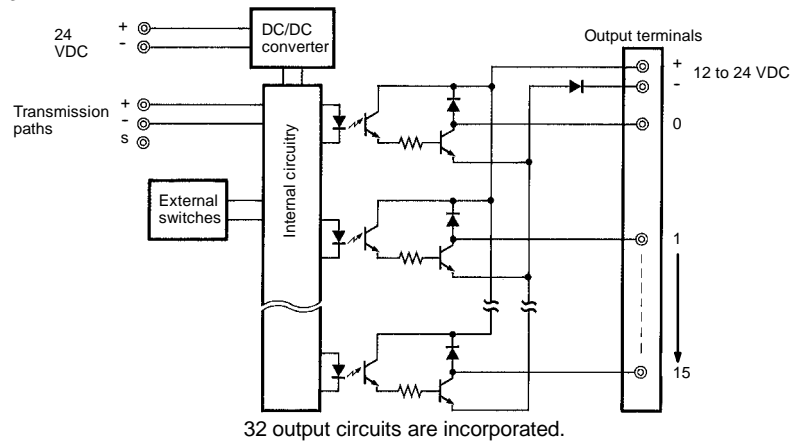 24
VDC
+
-
DC/DC
converter
Output terminals
+
-
12 to 24 VDC
Transmission
paths
+
-
s
0
External
switches
Internal circuitry
1
15
32 output circuits are incorporated.